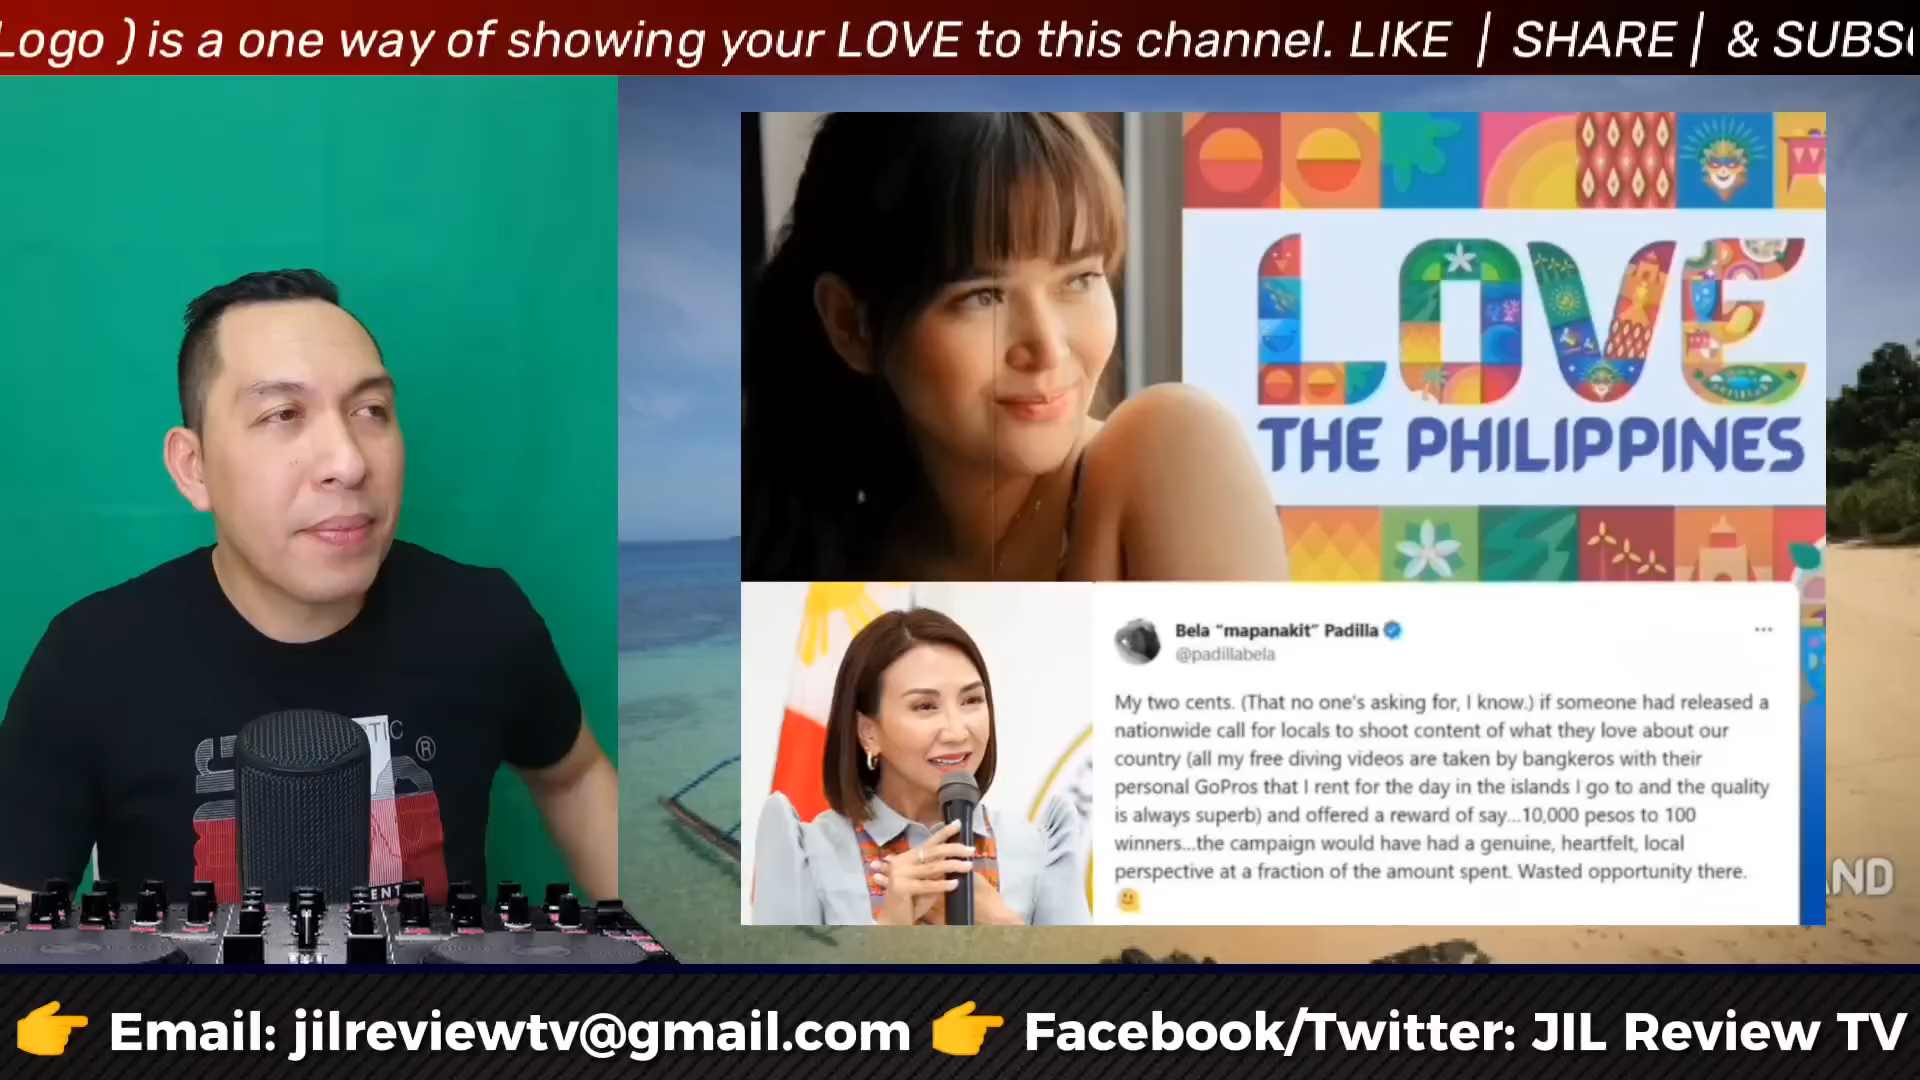 Logo ) is a one way of showing your LOVE to this channel. LIKE | SHARE | & SUBS
LOVE
THE PHILIPPINES
Bela “mapanakit” Padilla
@padillabela
My two cents. (That no one's asking for, I know.) if someone had released a
nationwide call for locals to shoot content of what they love about our
country (all my free diving videos are taken by bangkeros with their
personal GoPros that I rent for the day in the islands I go to and the quality
is always superb) and offered a reward of say...10,000 pesos to 100
winners...the campaign would have had a genuine, heartfelt, local
perspective at a fraction of the amount spent. Wasted opportunity there.
TIC
®
ENT
AND
👉 Email: jilreviewtv@gmail.com 👉 Facebook/Twitter: JIL Review TV